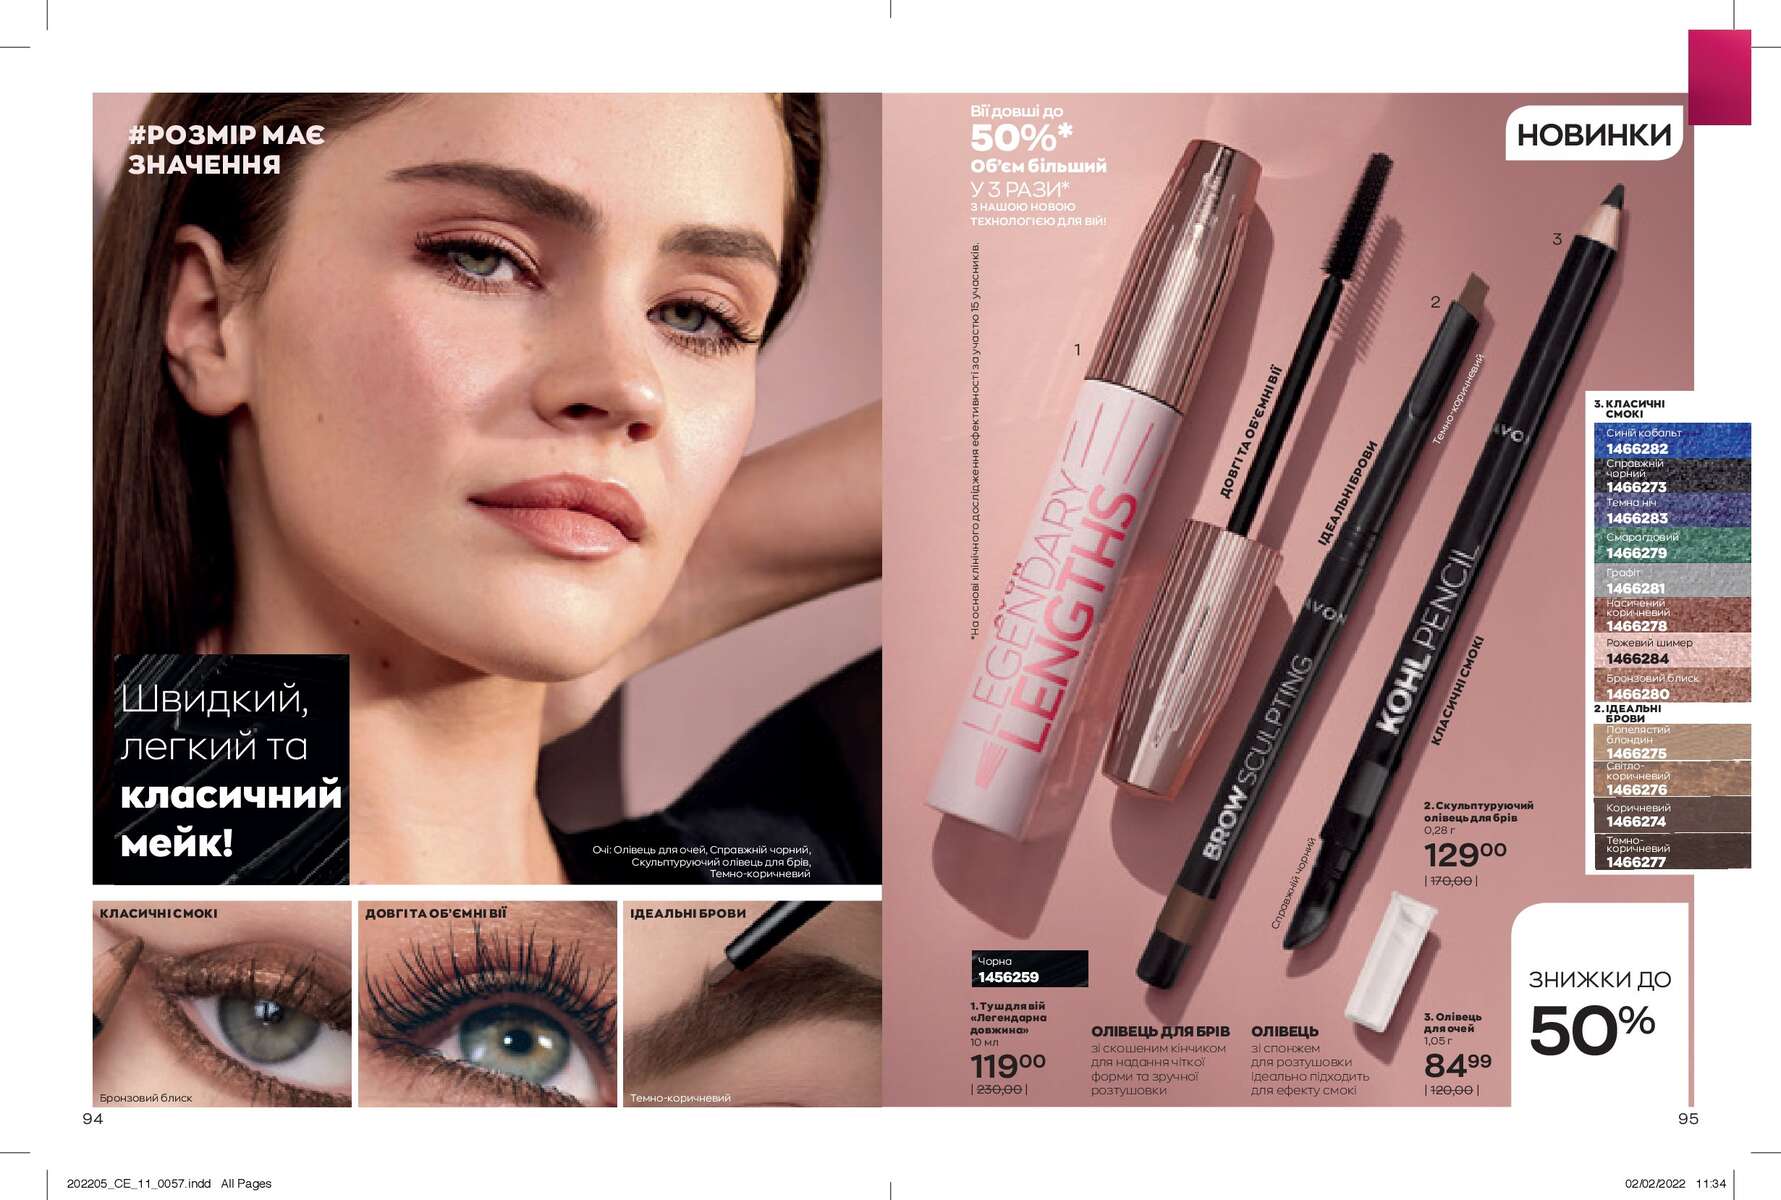 #РОЗМІР МАЄ
ЗНАЧЕННЯ
Швидкий,
легкий та
класичний
мейк!
Очі: Олівець для очей, Справжній чорний,
Скульптуруючий олівець для брів,
Темно-коричневий
КЛАСИЧНІ СМОКІ
Бронзовий блиск
ДОВГІ ТА ОБ’ЄМНІ ВІЇ
ІДЕАЛЬНІ БРОВИ
Темно-коричневий
94
Вії довші до
50%*
Об’єм більший
У 3 РАЗИ*
З НАШОЮ НОВОЮ
ТЕХНОЛОГІЄЮ ДЛЯ ВІЙ!
*На основі клінічного дослідження ефективності за участю 15 учасників.
НОВИНКИ
1
2
3
ДОВГІ ТА ОБ’ЄМНІ ВІЇ
ІДЕАЛЬНІ БРОВИ
Темно-коричневий
КЛАСИЧНІ СМОКІ
Справжній чорний
AVON
LEGENDARY
LENGTHS
AVON
BROW SCULPTING
AVON
KOHL PENCIL
3. КЛАСИЧНІ
СМОКІ
Синій кобальт
1466282
Справжній
чорний
1466273
Темна ніч
1466283
Смарагдовий
1466279
Графіт
1466281
Насичений
коричневий
1466278
Рожевий шимер
1466284
Бронзовий блиск
1466280
2. ІДЕАЛЬНІ
БРОВИ
Попелястий
блондин
1466275
Світло-
коричневий
1466276
Коричневий
1466274
Темно-
коричневий
1466277
2. Скульптуруючий
олівець для брів
0,28 г
129⁰⁰
| 170,00 |
Чорна
1456259
1. Туш для вій
«Легендарна
довжина»
10 мл
119⁰⁰
| 230,00 |
ОЛІВЕЦЬ ДЛЯ БРІВ
зі скошеним кінчиком
для надання чіткої
форми та зручної
розтушовки
ОЛІВЕЦЬ
зі спонжем
для розтушовки
ідеально підходить
для ефекту смокі
3. Олівець
для очей
1,05 г
84⁹⁹
| 120,00 |
ЗНИЖКИ ДО
50%
95
202205_CE_11_0057.indd All Pages
02/02/2022 11:34